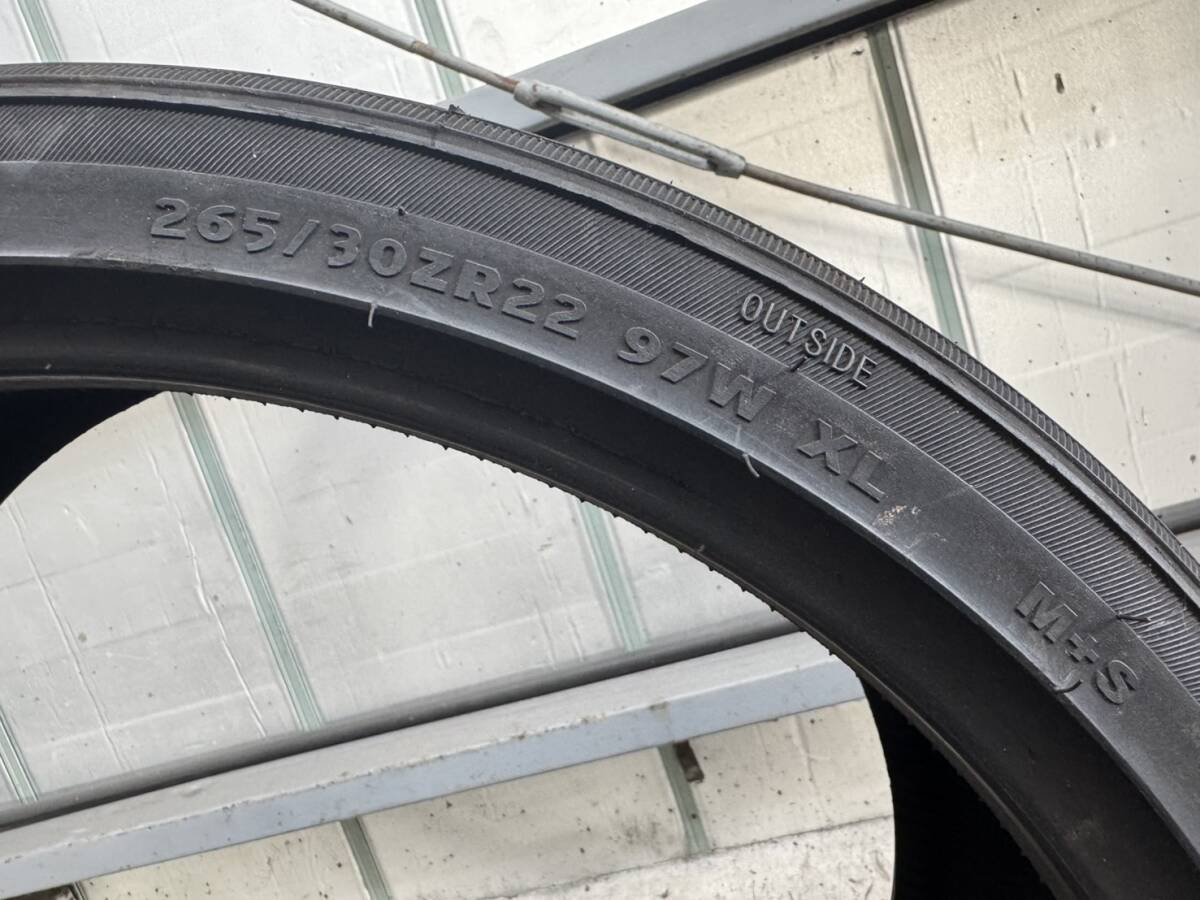 265/30ZR22 97W XL M+S
OUTSIDE